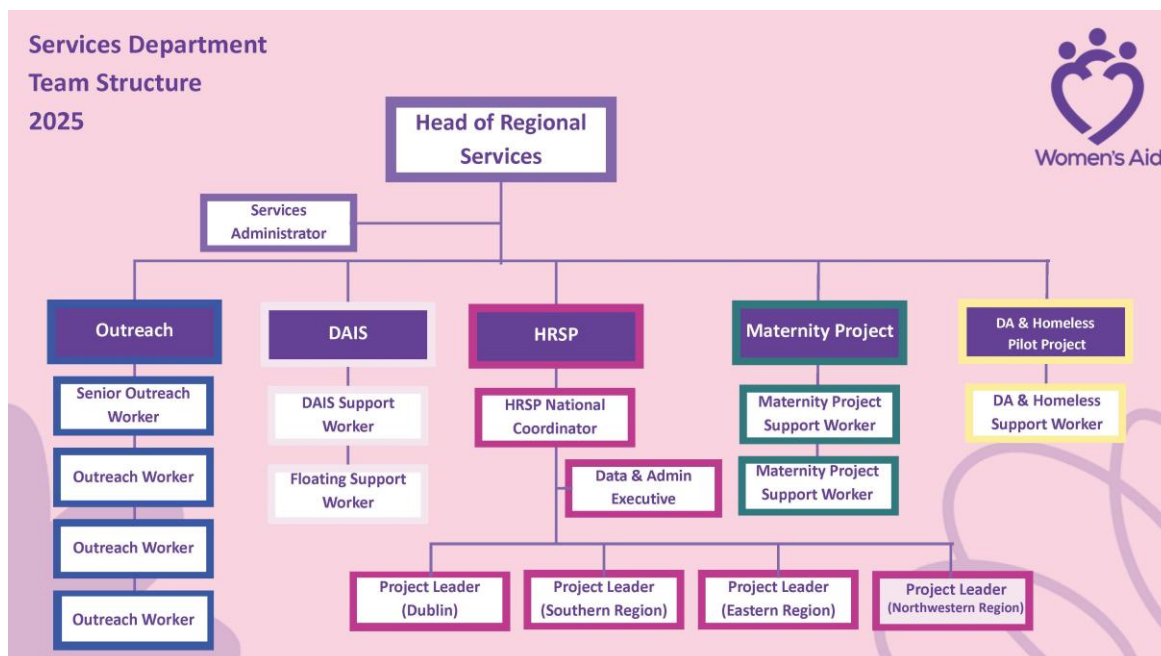 Services Department
Team Structure
2025
Women's Aid
Head of Regional
Services
Services
Administrator
Outreach
DAIS
HRSP
Maternity Project
DA & Homeless
Pilot Project
Senior Outreach
Worker
DAIS Support
Worker
HRSP National
Coordinator
Maternity Project
Support Worker
DA & Homeless
Support Worker
Outreach Worker
Floating Support
Worker
Data & Admin
Executive
Maternity Project
Support Worker
Outreach Worker
Outreach Worker
Project Leader
(Dublin)
Project Leader
(Southern Region)
Project Leader
(Eastern Region)
Project Leader
(Northwestern Region)